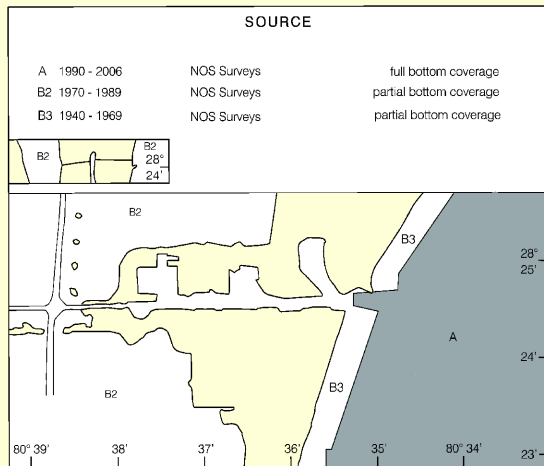 SOURCE
A 1990 - 2006 NOS Surveys full bottom coverage
B2 1970 - 1989 NOS Surveys partial bottom coverage
B3 1940 - 1969 NOS Surveys partial bottom coverage
B2
B2
28°
24'
B2
B3
28°
25'
A
24'
B3
B2
80° 39' 38' 37' 36' 35' 80° 34'
23'